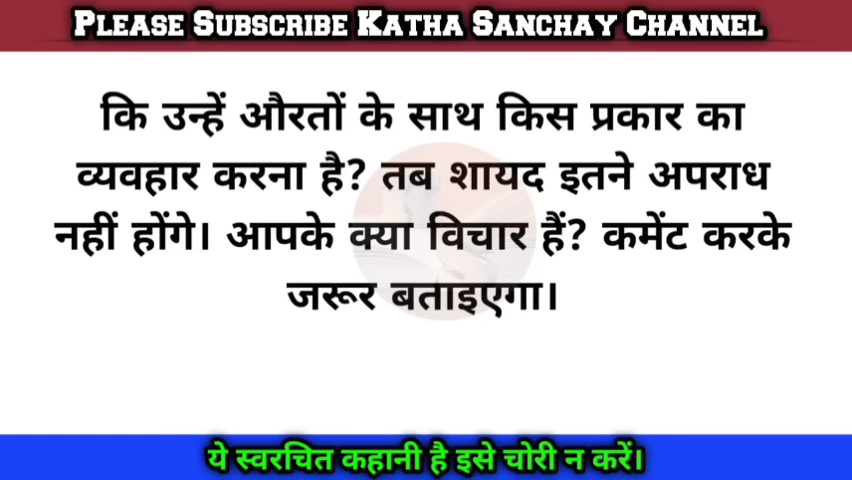 PLEASE SUBSCRIBE KATHA SANCHAY CHANNEL
कि उन्हें औरतों के साथ किस प्रकार का
व्यवहार करना है? तब शायद इतने अपराध
नहीं होंगे। आपके क्या विचार हैं? कमेंट करके
जरूर बताइएगा।
ये स्वरचित कहानी है इसे चोरी न करें।